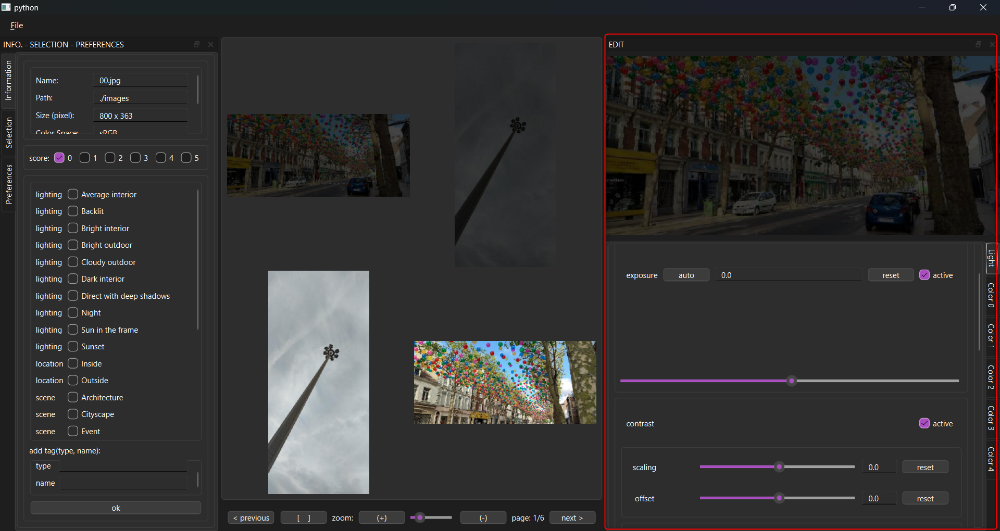 python
File
INFO. - SELECTION - PREFERENCES
Information
Selection
Preferences
Name: 00.jpg
Path: ./images
Size (pixel): 800 x 363
Color Space: sRGB
score: 0 1 2 3 4 5
lighting Average interior
lighting Backlit
lighting Bright interior
lighting Bright outdoor
lighting Cloudy outdoor
lighting Dark interior
lighting Direct with deep shadows
lighting Night
lighting Sun in the frame
lighting Sunset
location Inside
location Outside
scene Architecture
scene Cityscape
scene Event
add tag(type, name):
type
name
ok
< previous [ ] zoom: (+) (-) page: 1/6 next >
EDIT
exposure auto 0.0 reset active
contrast active
scaling 0.0 reset
offset 0.0 reset
Light
Color 0
Color 1
Color 2
Color 3
Color 4